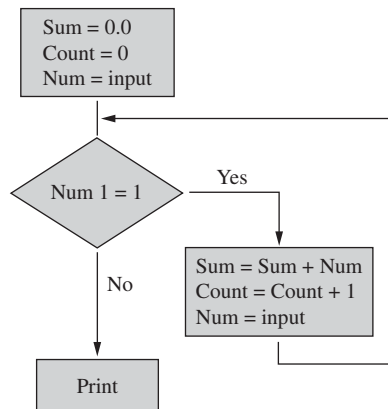 Sum = 0.0
Count = 0
Num = input
Num 1 = 1
Yes
No
Sum = Sum + Num
Count = Count + 1
Num = input
Print